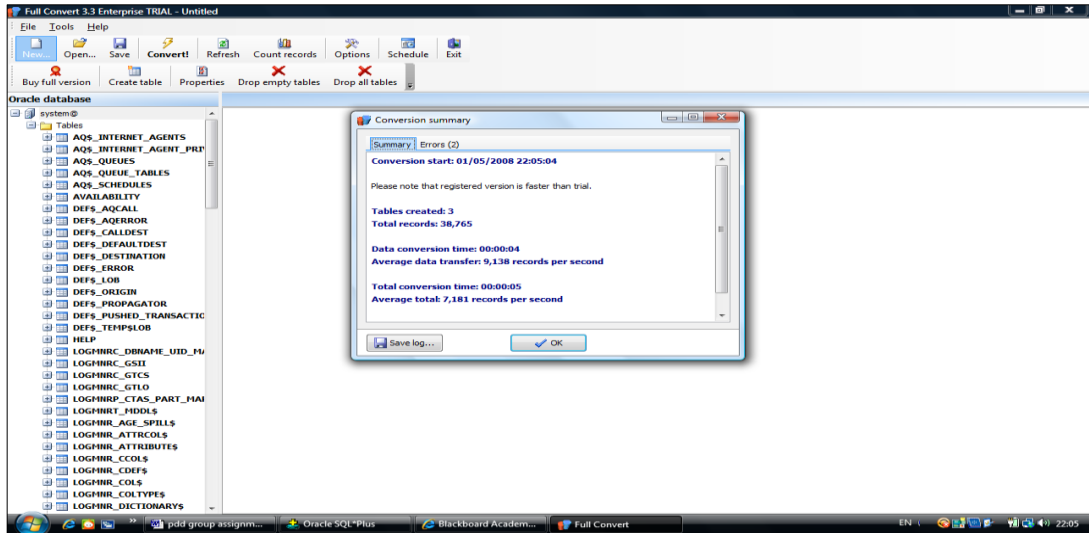 Full Convert 3.3 Enterprise TRIAL - Untitled
File Tools Help
New... Open... Save Convert! Refresh Count records Options Schedule Exit
Buy full version Create table Properties Drop empty tables Drop all tables
Oracle database
system@
Tables
AQ$_INTERNET_AGENTS
AQ$_INTERNET_AGENT_PRI
AQ$_QUEUES
AQ$_QUEUE_TABLES
AQ$_SCHEDULES
AVAILABILITY
DEF$_AQCALL
DEF$_AQERROR
DEF$_CALLDEST
DEF$_DEFAULTDEST
DEF$_DESTINATION
DEF$_ERROR
DEF$_LOB
DEF$_ORIGIN
DEF$_PROPAGATOR
DEF$_PUSHED_TRANSACTIO
DEF$_TEMP$LOB
HELP
LOGMNRC_DBNAME_UID_MA
LOGMNRC_GSII
LOGMNRC_GTCS
LOGMNRC_GTLO
LOGMNRP_CTAS_PART_MAI
LOGMNRT_MDDL$
LOGMNR_AGE_SPILL$
LOGMNR_ATTRCOL$
LOGMNR_ATTRIBUTE$
LOGMNR_CCOL$
LOGMNR_CDEF$
LOGMNR_COL$
LOGMNR_COLTYPE$
LOGMNR_DICTIONARY$
Conversion summary
Summary Errors (2)
Conversion start: 01/05/2008 22:05:04
Please note that registered version is faster than trial.
Tables created: 3
Total records: 38,765
Data conversion time: 00:00:04
Average data transfer: 9,138 records per second
Total conversion time: 00:00:05
Average total: 7,181 records per second
Save log... OK
pdd group assignm... Oracle SQL*Plus Blackboard Academ... Full Convert EN 22:05